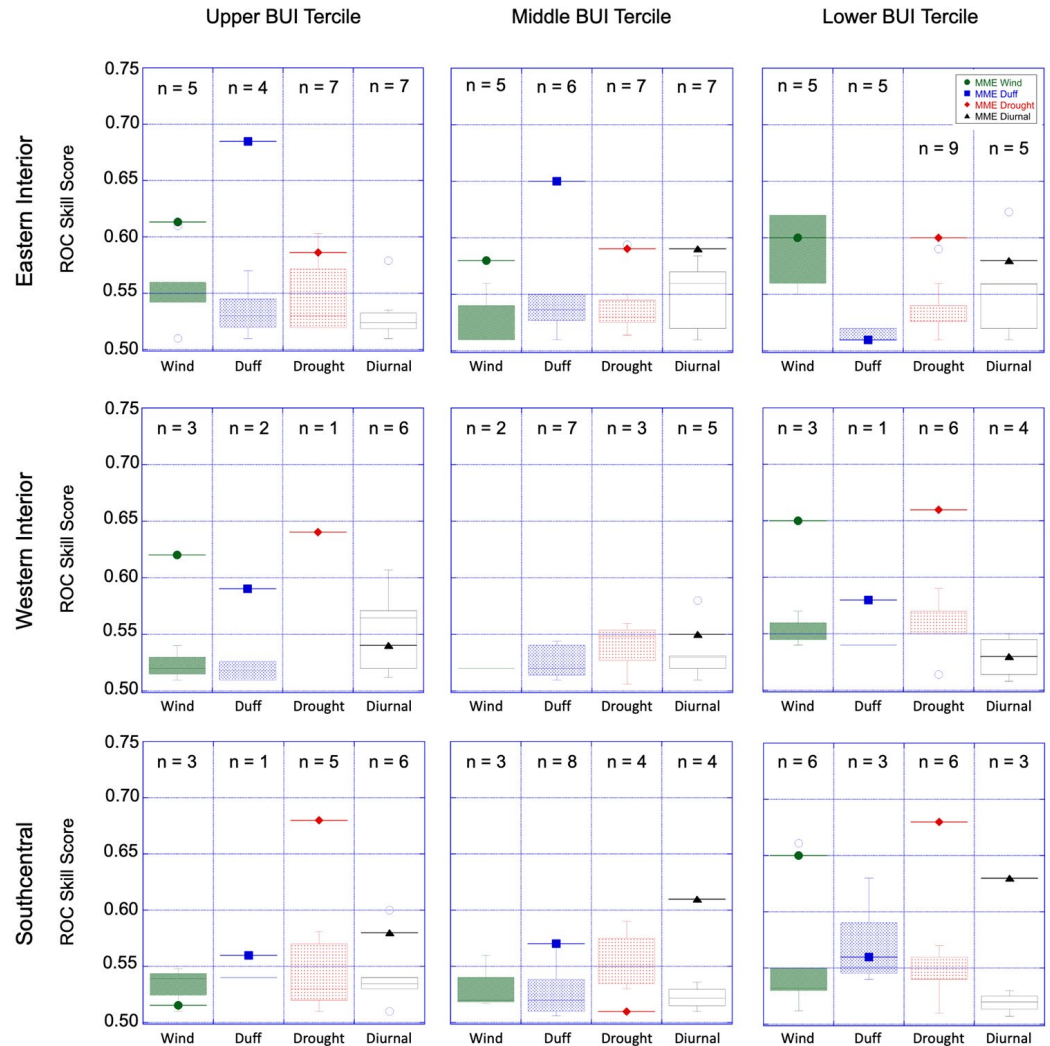 Upper BUI Tercile Middle BUI Tercile Lower BUI Tercile
Eastern Interior
ROC Skill Score
0.75
0.70
0.65
0.60
0.55
0.50
n = 5 n = 4 n = 7 n = 7
Wind Duff Drought Diurnal
n = 5 n = 6 n = 7 n = 7
Wind Duff Drought Diurnal
n = 5 n = 5
MME Wind
MME Duff
MME Drought
MME Diurnal
n = 9 n = 5
Wind Duff Drought Diurnal
Western Interior
ROC Skill Score
0.75
0.70
0.65
0.60
0.55
0.50
n = 3 n = 2 n = 1 n = 6
Wind Duff Drought Diurnal
n = 2 n = 7 n = 3 n = 5
Wind Duff Drought Diurnal
n = 3 n = 1 n = 6 n = 4
Wind Duff Drought Diurnal
Southcentral
ROC Skill Score
0.75
0.70
0.65
0.60
0.55
0.50
n = 3 n = 1 n = 5 n = 6
Wind Duff Drought Diurnal
n = 3 n = 8 n = 4 n = 4
Wind Duff Drought Diurnal
n = 6 n = 3 n = 6 n = 3
Wind Duff Drought Diurnal